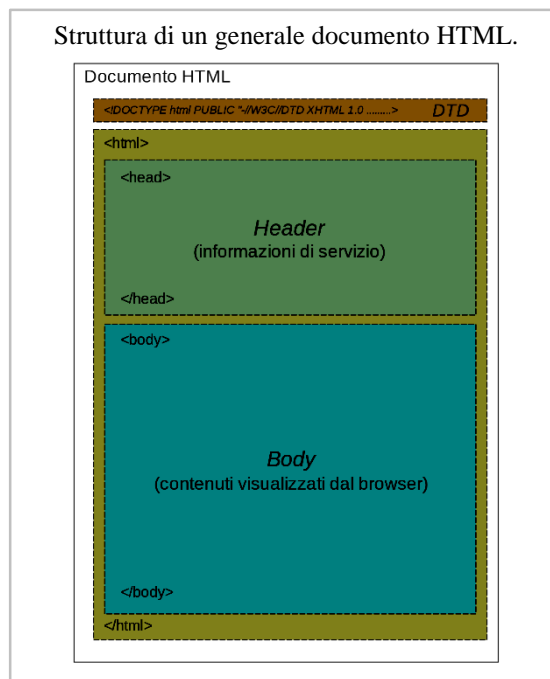 Struttura di un generale documento HTML.
Documento HTML
<!DOCTYPE html PUBLIC "-//W3C//DTD XHTML 1.0 .........> DTD
<html>
<head>
Header
(informazioni di servizio)
</head>
<body>
Body
(contenuti visualizzati dal browser)
</body>
</html>